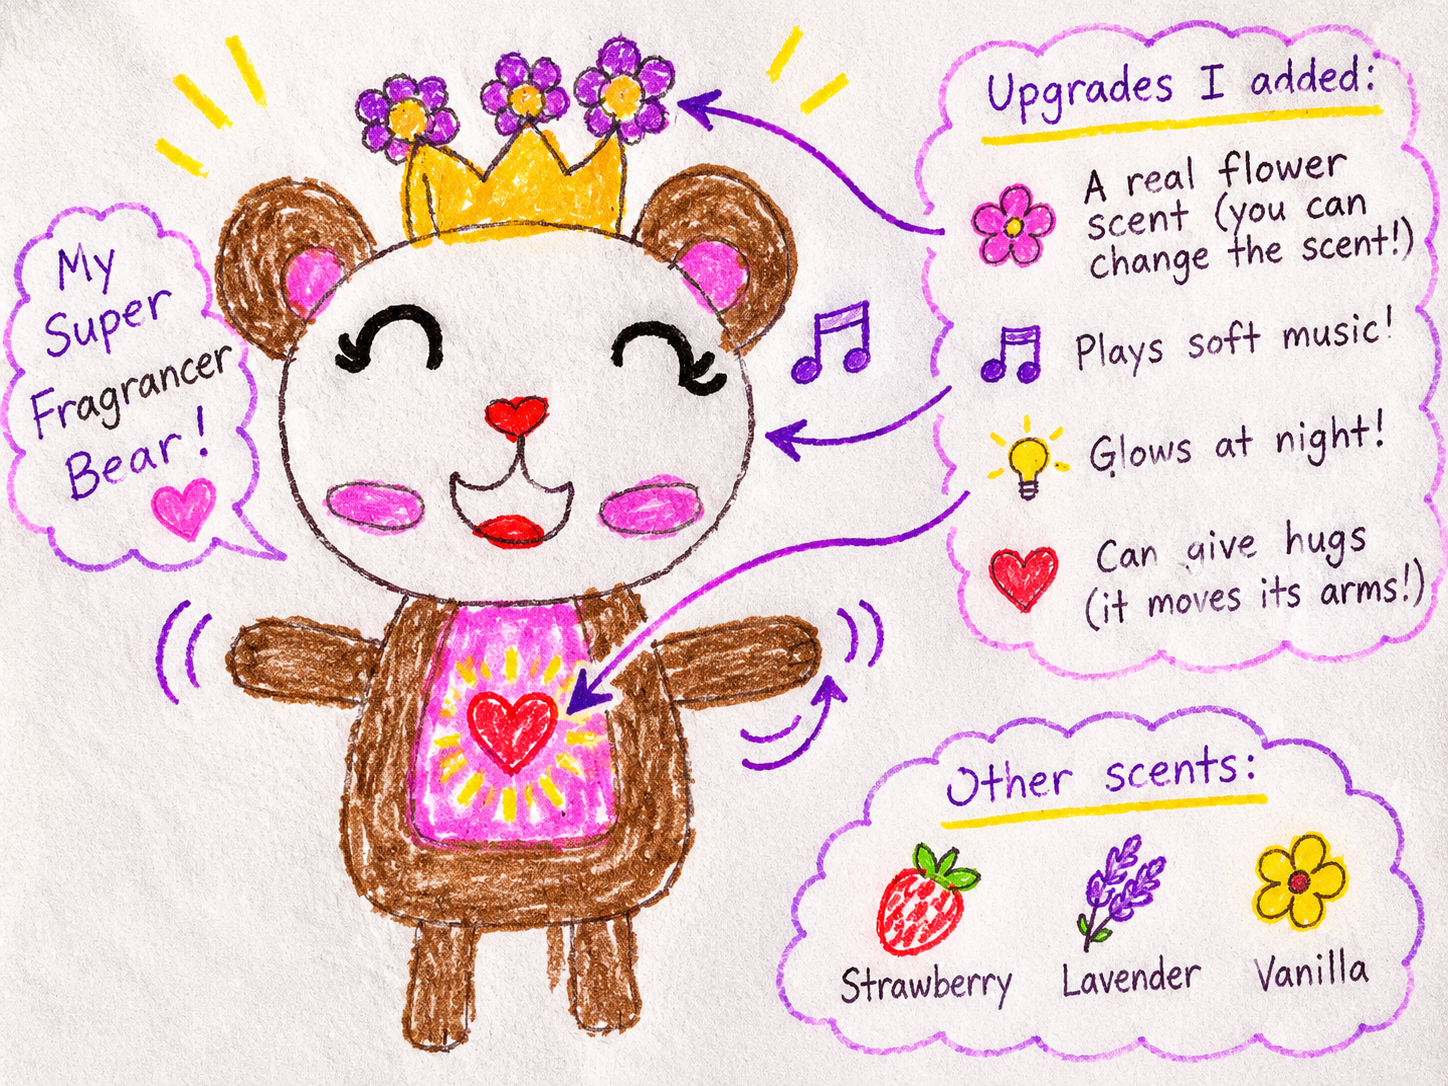 My
Super
Fragrancer
Bear!
Upgrades I added:
A real flower
scent (you can
change the scent!)
Plays soft music!
Glows at night!
Can give hugs
(it moves its arms!)
Other scents:
Strawberry
Lavender
Vanilla